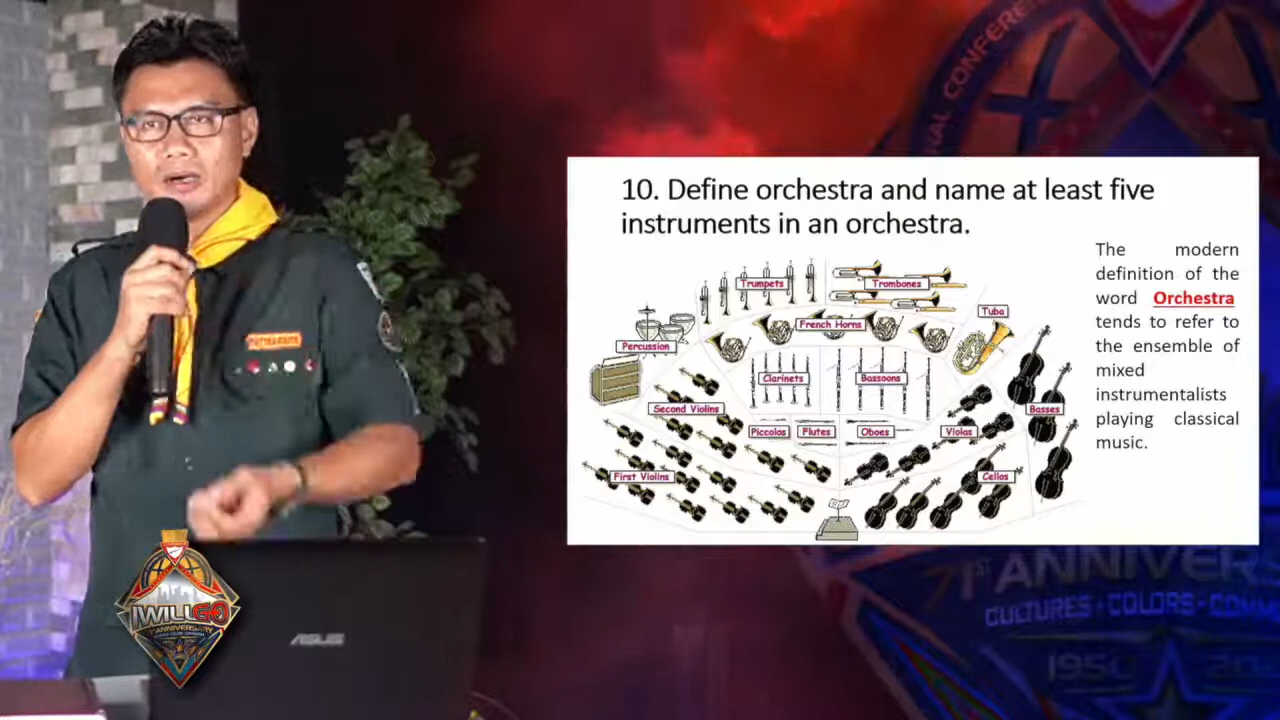 10. Define orchestra and name at least five
instruments in an orchestra.
The modern
definition of the
word Orchestra
tends to refer to
the ensemble of
mixed
instrumentalists
playing classical
music.
Trumpets
Trombones
Tuba
French Horns
Percussion
Clarinets
Bassoons
Second Violins
Basses
Piccolos
Flutes
Oboes
Violas
First Violins
Cellos
ASUS
IWILLGO
ANNIVERSARY
71ST ANNIVERS
CULTURES • COLORS •